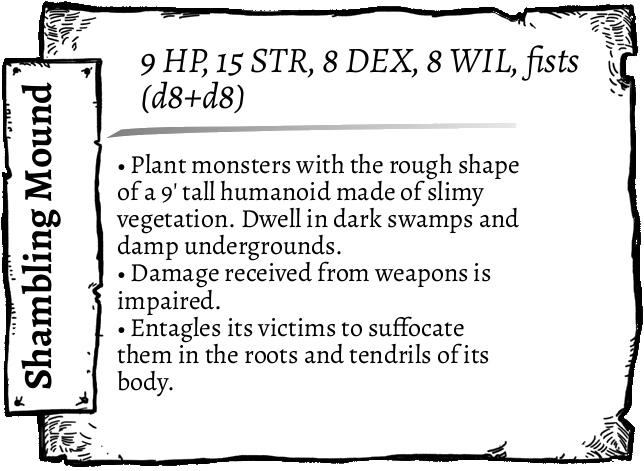 Shambling Mound
9 HP, 15 STR, 8 DEX, 8 WIL, fists
(d8+d8)
• Plant monsters with the rough shape
of a 9' tall humanoid made of slimy
vegetation. Dwell in dark swamps and
damp undergrounds.
• Damage received from weapons is
impaired.
• Entagles its victims to suffocate
them in the roots and tendrils of its
body.